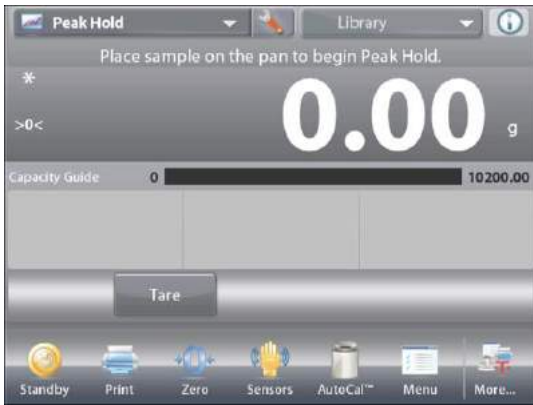 Peak Hold
Library
Place sample on the pan to begin Peak Hold.
*
>0<
0.00 g
Capacity Guide 0 10200.00
Tare
Standby Print Zero Sensors AutoCal™ Menu More...